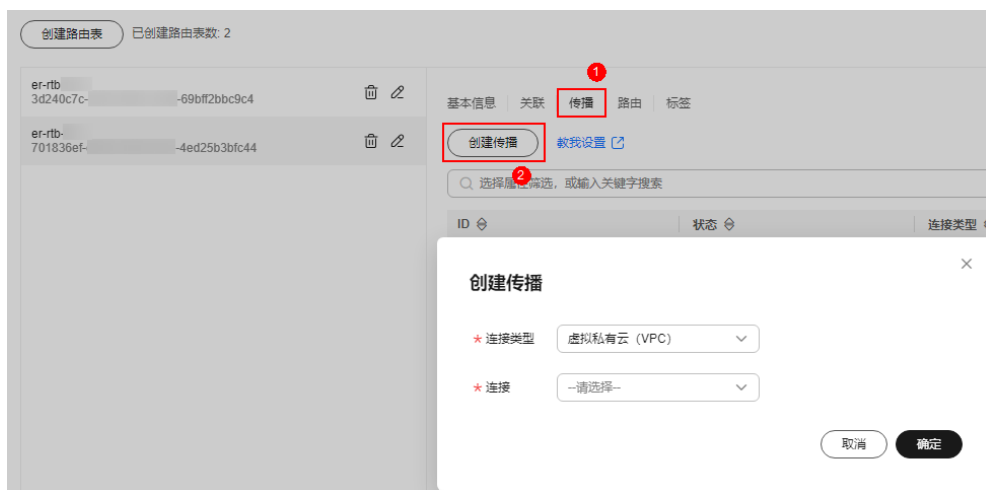 创建路由表 已创建路由表数: 2
er-rtb
3d240c7c- -69bff2bbc9c4
er-rtb-
701836ef- -4ed25b3bfc44
1
基本信息 关联 传播 路由 标签
创建传播 教我设置
2
选择属性筛选，或输入关键字搜索
ID 状态 连接类型
创建传播
* 连接类型 虚拟私有云（VPC）
* 连接 --请选择--
取消 确定